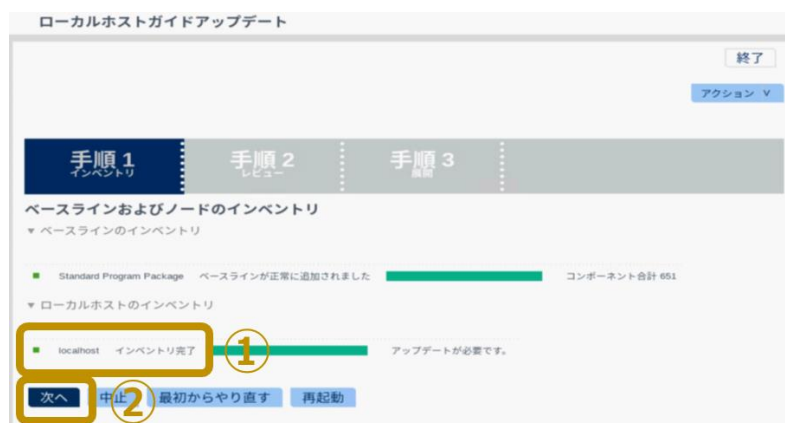 ローカルホストガイドアップデート
終了
アクション ∨
手順 1 手順 2 手順 3
インベントリ レビュー 展開
ベースラインおよびノードのインベントリ
▼ ベースラインのインベントリ
Standard Program Package ベースラインが正常に追加されました コンポーネント合計 651
▼ ローカルホストのインベントリ
localhost インベントリ完了 ① アップデートが必要です。
次へ ② 中止 最初からやり直す 再起動